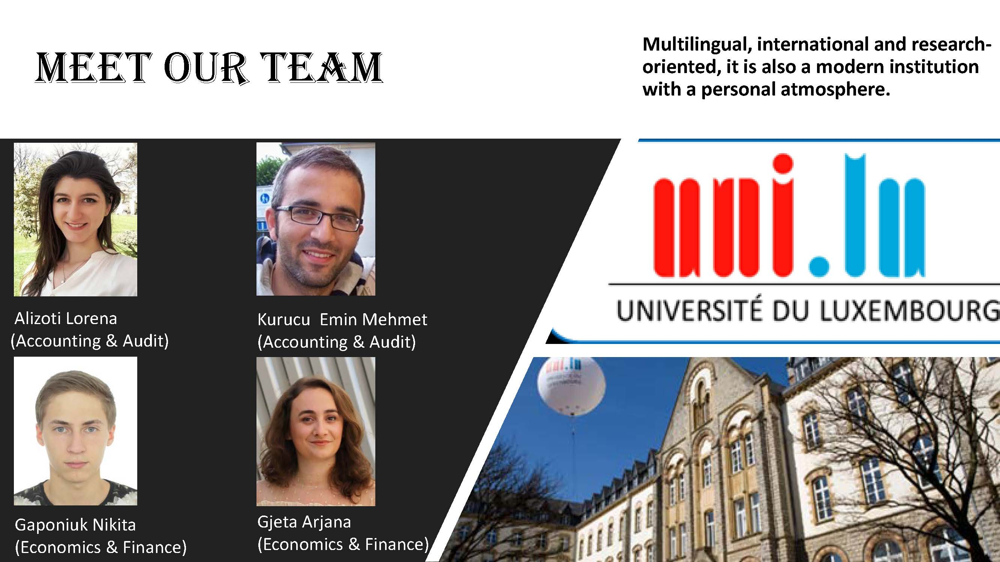 MEET OUR TEAM
Multilingual, international and research-
oriented, it is also a modern institution
with a personal atmosphere.
uni.lu
UNIVERSITÉ DU LUXEMBOURG
Alizoti Lorena
(Accounting & Audit)
Kurucu  Emin Mehmet
(Accounting & Audit)
Gaponiuk Nikita
(Economics & Finance)
Gjeta Arjana
(Economics & Finance)
uni.lu